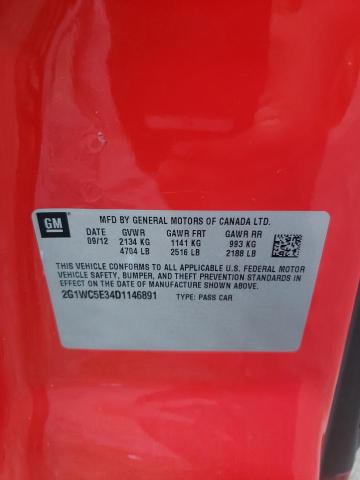 GM
MFD BY GENERAL MOTORS OF CANADA LTD.
DATE GVWR GAWR FRT GAWR RR
09/12 2134 KG 1141 KG 993 KG
4704 LB 2516 LB 2188 LB
THIS VEHICLE CONFORMS TO ALL APPLICABLE U.S. FEDERAL MOTOR
VEHICLE SAFETY, BUMPER, AND THEFT PREVENTION STANDARDS
IN EFFECT ON THE DATE OF MANUFACTURE SHOWN ABOVE.
2G1WC5E34D1146891 TYPE: PASS CAR